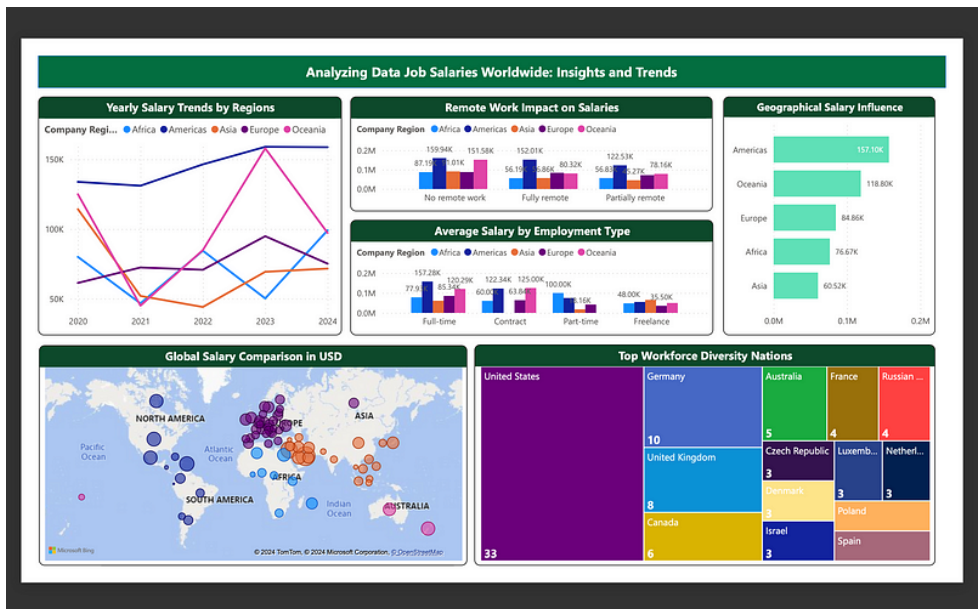 Analyzing Data Job Salaries Worldwide: Insights and Trends
Yearly Salary Trends by Regions
Company Regi... Africa Americas Asia Europe Oceania
150K
100K
50K
2020 2021 2022 2023 2024
Remote Work Impact on Salaries
Company Region Africa Americas Asia Europe Oceania
0.2M
0.1M
0.0M
159.94K 151.58K
152.01K 80.32K
122.53K 78.16K
No remote work Fully remote Partially remote
Average Salary by Employment Type
Company Region Africa Americas Asia Europe Oceania
0.2M
0.1M
0.0M
157.28K 120.29K
122.34K 125.00K
100.00K
48.00K
Full-time Contract Part-time Freelance
Geographical Salary Influence
Americas 157.10K
Oceania 118.80K
Europe 84.86K
Africa 76.67K
Asia 60.52K
0.0M 0.1M 0.2M
Global Salary Comparison in USD
NORTH AMERICA
EUROPE
ASIA
Pacific
Ocean
Atlantic
Ocean
AFRICA
SOUTH AMERICA
Indian
Ocean
AUSTRALIA
Microsoft Bing
© 2024 TomTom, © 2024 Microsoft Corporation, © OpenStreetMap
Top Workforce Diversity Nations
United States
33
Germany
10
United Kingdom
8
Canada
6
Australia
5
France
4
Russian ...
4
Czech Republic
3
Luxemb...
3
Netherl...
3
Denmark
3
Israel
3
Poland
Spain